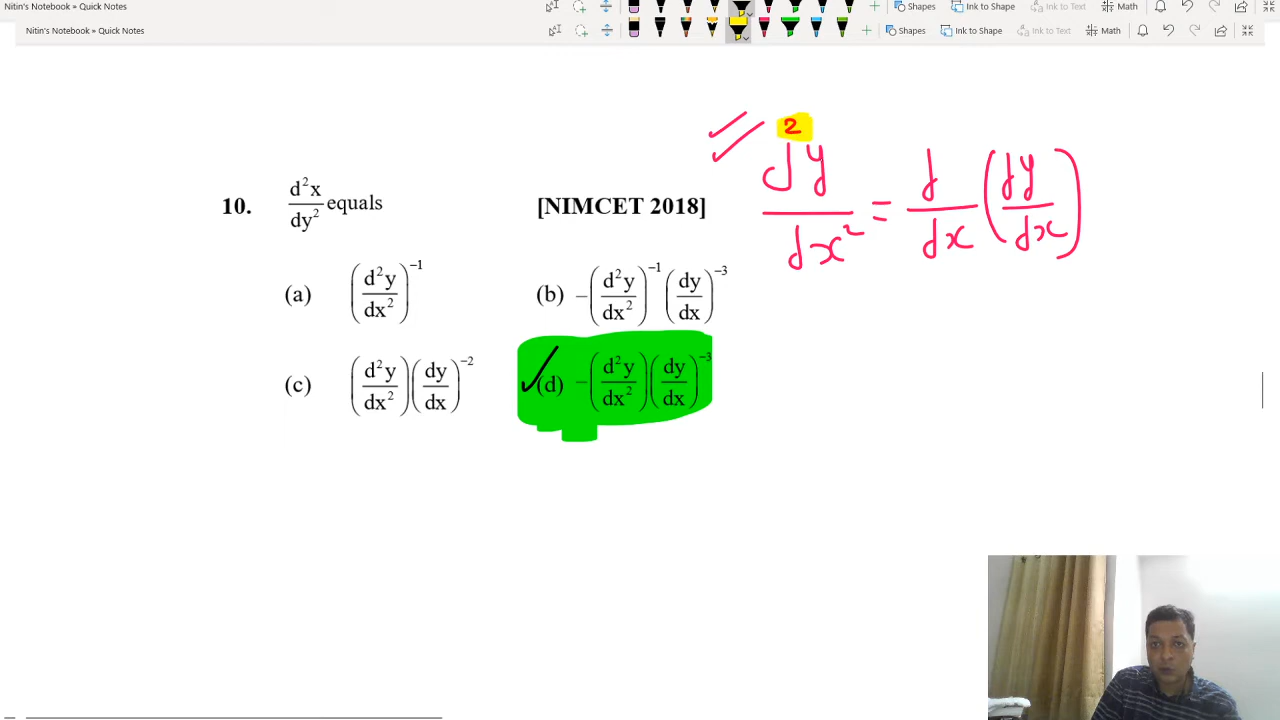 Nitin's Notebook » Quick Notes
Shapes Ink to Shape Ink to Text Math
Nitin's Notebook » Quick Notes
Shapes Ink to Shape Ink to Text Math
10. d²x/dy² equals [NIMCET 2018]
(a) (d²y/dx²)⁻¹ (b) –(d²y/dx²)⁻¹(dy/dx)⁻³
(c) (d²y/dx²)(dy/dx)⁻² (d) –(d²y/dx²)(dy/dx)⁻³
d²y/dx² = d/dx (dy/dx)